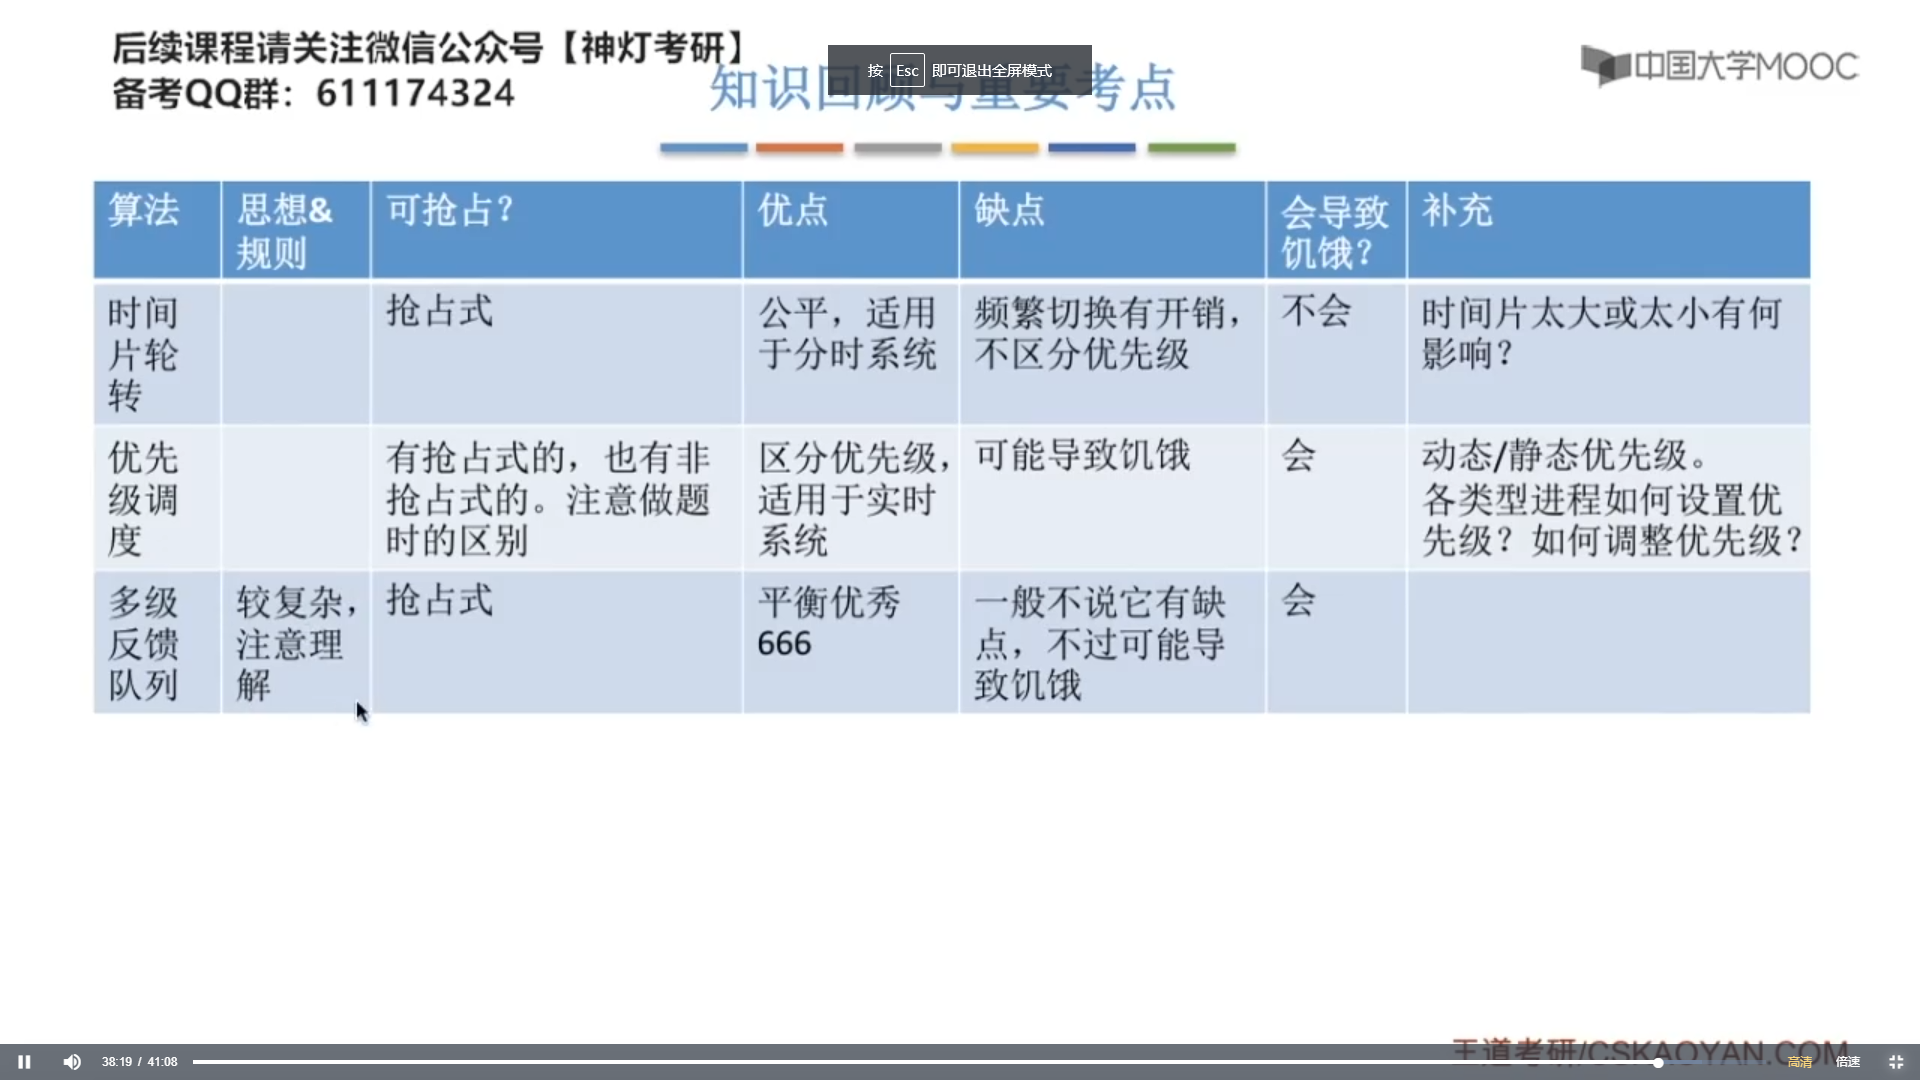 后续课程请关注微信公众号【神灯考研】
备考QQ群：611174324
按 Esc 即可退出全屏模式
知识回顾与重要考点
中国大学MOOC
算法
思想&
规则
可抢占？
优点
缺点
会导致
饥饿？
补充
时间
片轮
转
抢占式
公平，适用
于分时系统
频繁切换有开销，
不区分优先级
不会
时间片太大或太小有何
影响？
优先
级调
度
有抢占式的，也有非
抢占式的。注意做题
时的区别
区分优先级，
适用于实时
系统
可能导致饥饿
会
动态/静态优先级。
各类型进程如何设置优
先级？如何调整优先级？
多级
反馈
队列
较复杂，
注意理
解
抢占式
平衡优秀
666
一般不说它有缺
点，不过可能导
致饥饿
会
王道考研/CSKAOYAN.COM
38:19 / 41:08
高清
倍速